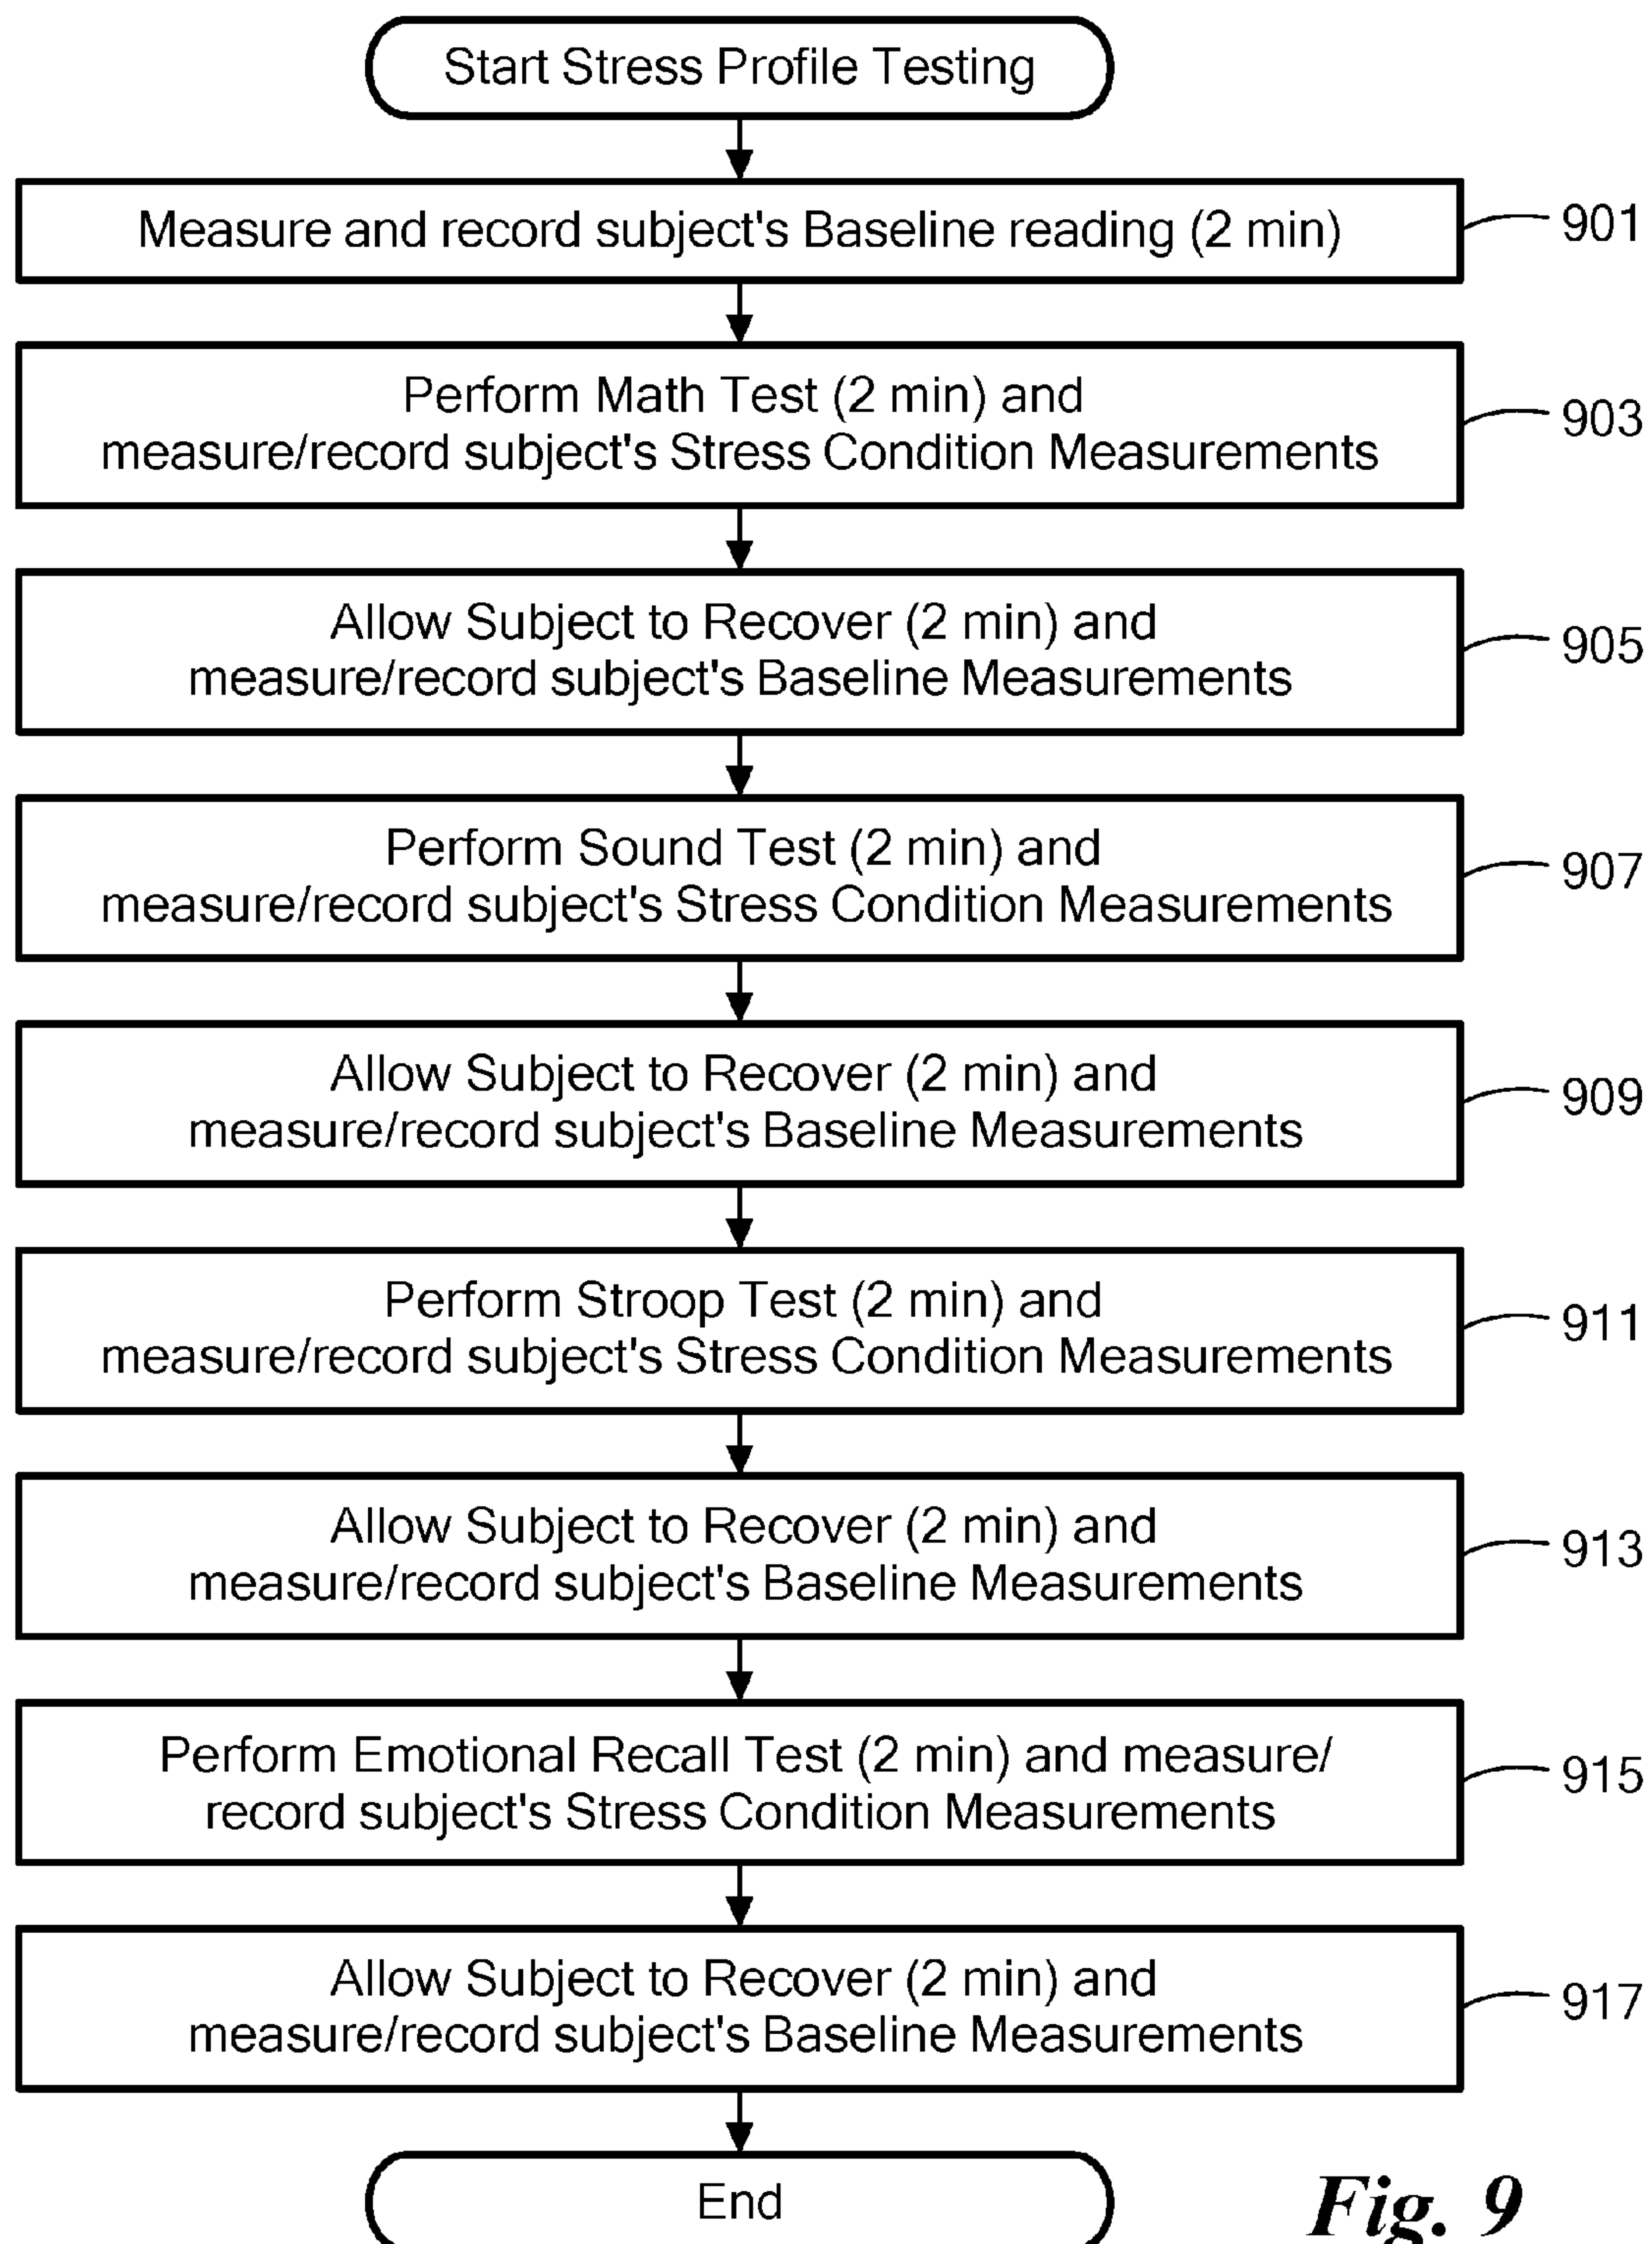 Start Stress Profile Testing
Measure and record subject's Baseline reading (2 min)
901
Perform Math Test (2 min) and
measure/record subject's Stress Condition Measurements
903
Allow Subject to Recover (2 min) and
measure/record subject's Baseline Measurements
905
Perform Sound Test (2 min) and
measure/record subject's Stress Condition Measurements
907
Allow Subject to Recover (2 min) and
measure/record subject's Baseline Measurements
909
Perform Stroop Test (2 min) and
measure/record subject's Stress Condition Measurements
911
Allow Subject to Recover (2 min) and
measure/record subject's Baseline Measurements
913
Perform Emotional Recall Test (2 min) and measure/
record subject's Stress Condition Measurements
915
Allow Subject to Recover (2 min) and
measure/record subject's Baseline Measurements
917
End
Fig. 9